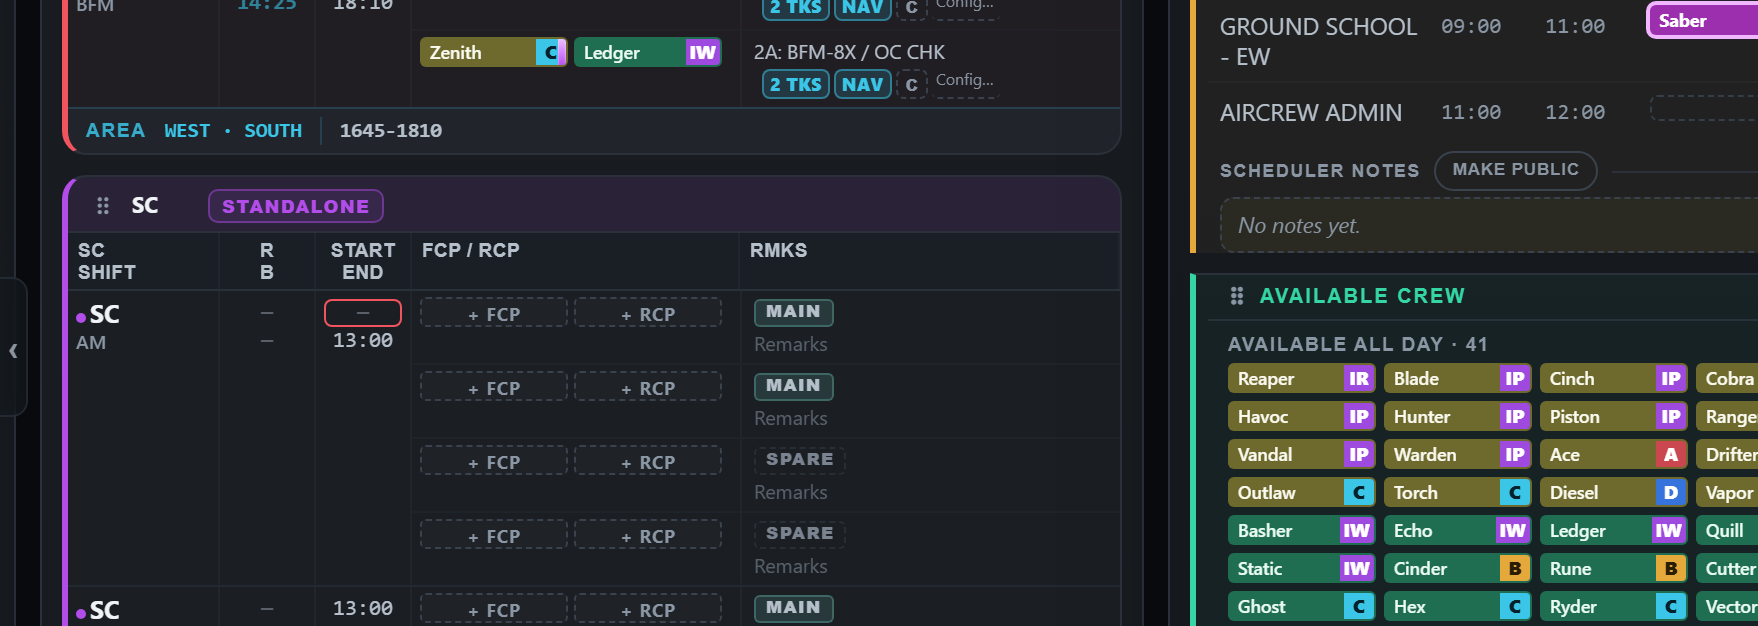 BFM
14:25
18:10
2 TKS NAV C Config...
Zenith C
Ledger IW
2A: BFM-8X / OC CHK
2 TKS NAV C Config...
AREA WEST · SOUTH 1645-1810
SC STANDALONE
SC SHIFT
R B
START END
FCP / RCP
RMKS
SC
AM
–
–
–
13:00
+ FCP + RCP MAIN
Remarks
+ FCP + RCP MAIN
Remarks
+ FCP + RCP SPARE
Remarks
+ FCP + RCP SPARE
Remarks
SC – 13:00 + FCP + RCP MAIN
‹
GROUND SCHOOL - EW 09:00 11:00 Saber
AIRCREW ADMIN 11:00 12:00
SCHEDULER NOTES MAKE PUBLIC
No notes yet.
AVAILABLE CREW
AVAILABLE ALL DAY · 41
Reaper IR Blade IP Cinch IP Cobra
Havoc IP Hunter IP Piston IP Range
Vandal IP Warden IP Ace A Drifter
Outlaw C Torch C Diesel D Vapor
Basher IW Echo IW Ledger IW Quill
Static IW Cinder B Rune B Cutter
Ghost C Hex C Ryder C Vector